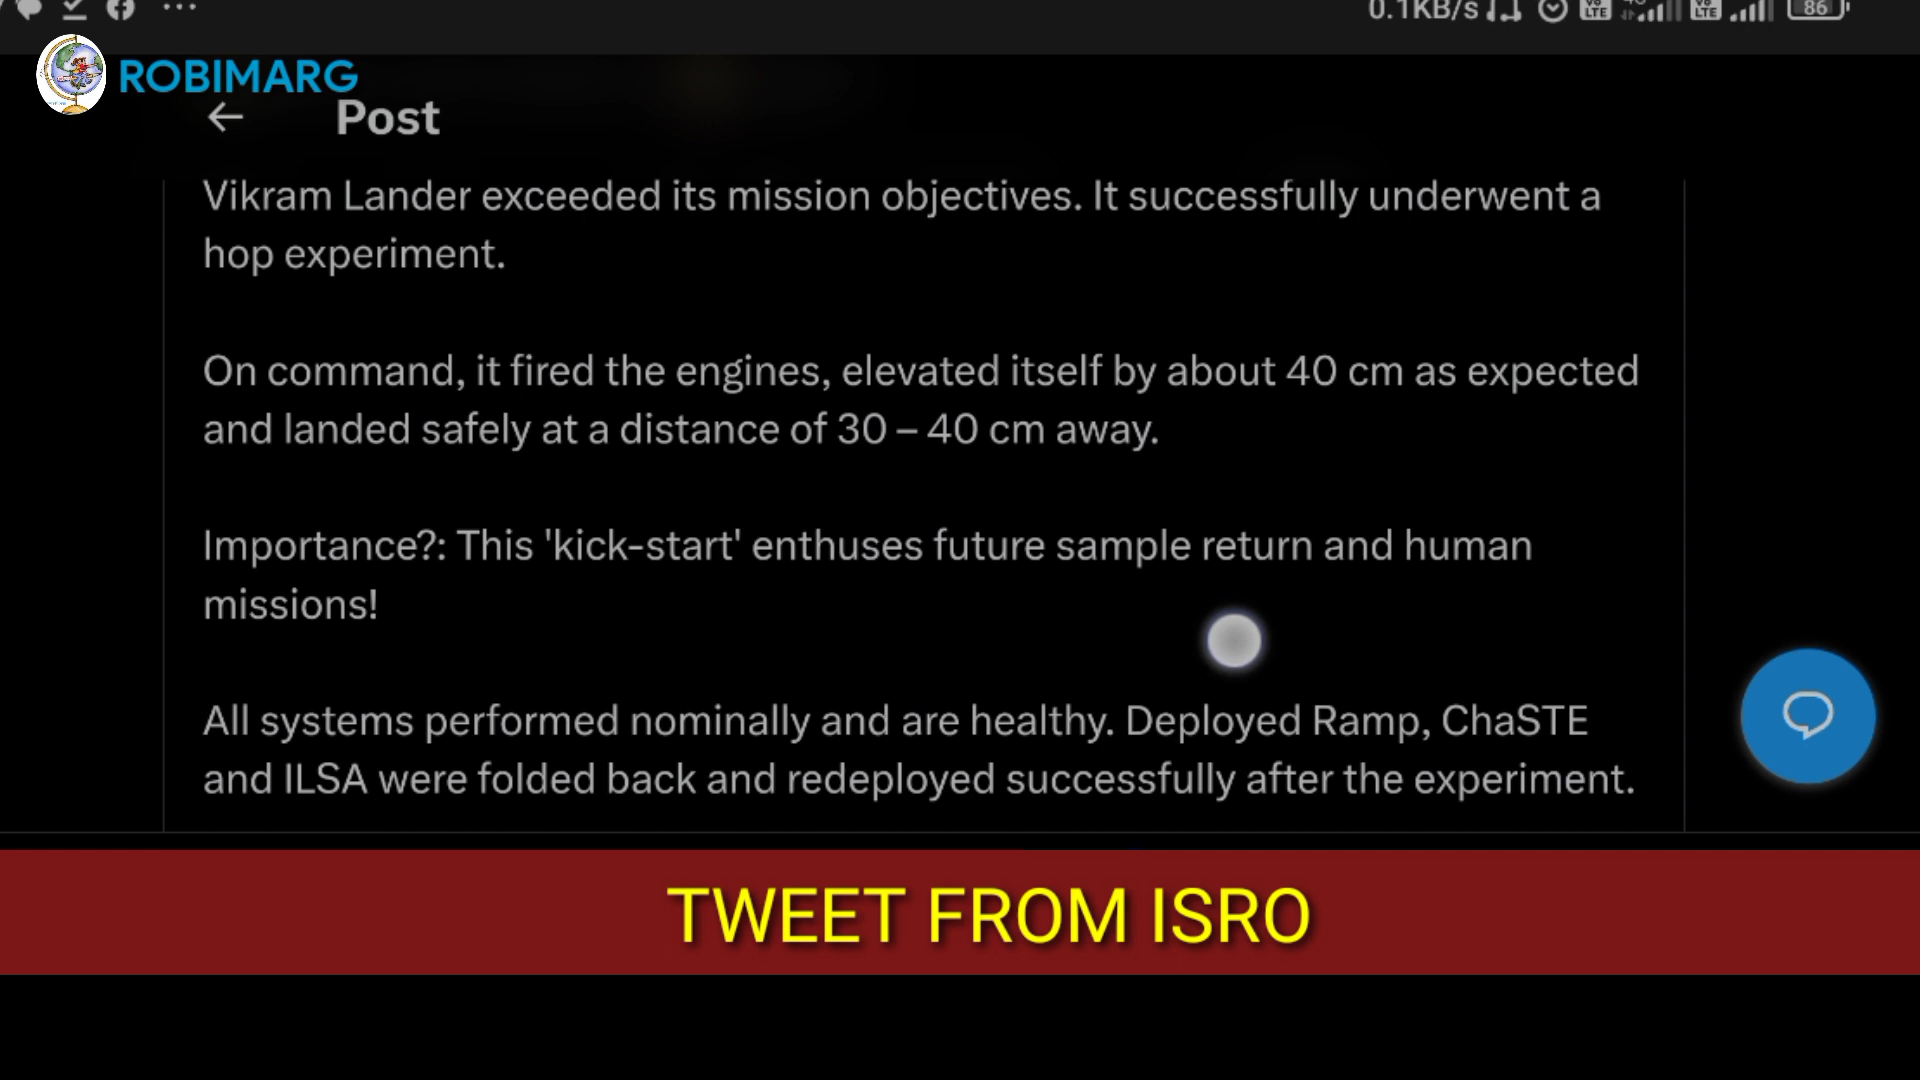 0.1KB/s
86
ROBIMARG
Post
Vikram Lander exceeded its mission objectives. It successfully underwent a
hop experiment.
On command, it fired the engines, elevated itself by about 40 cm as expected
and landed safely at a distance of 30 – 40 cm away.
Importance?: This 'kick-start' enthuses future sample return and human
missions!
All systems performed nominally and are healthy. Deployed Ramp, ChaSTE
and ILSA were folded back and redeployed successfully after the experiment.
TWEET FROM ISRO